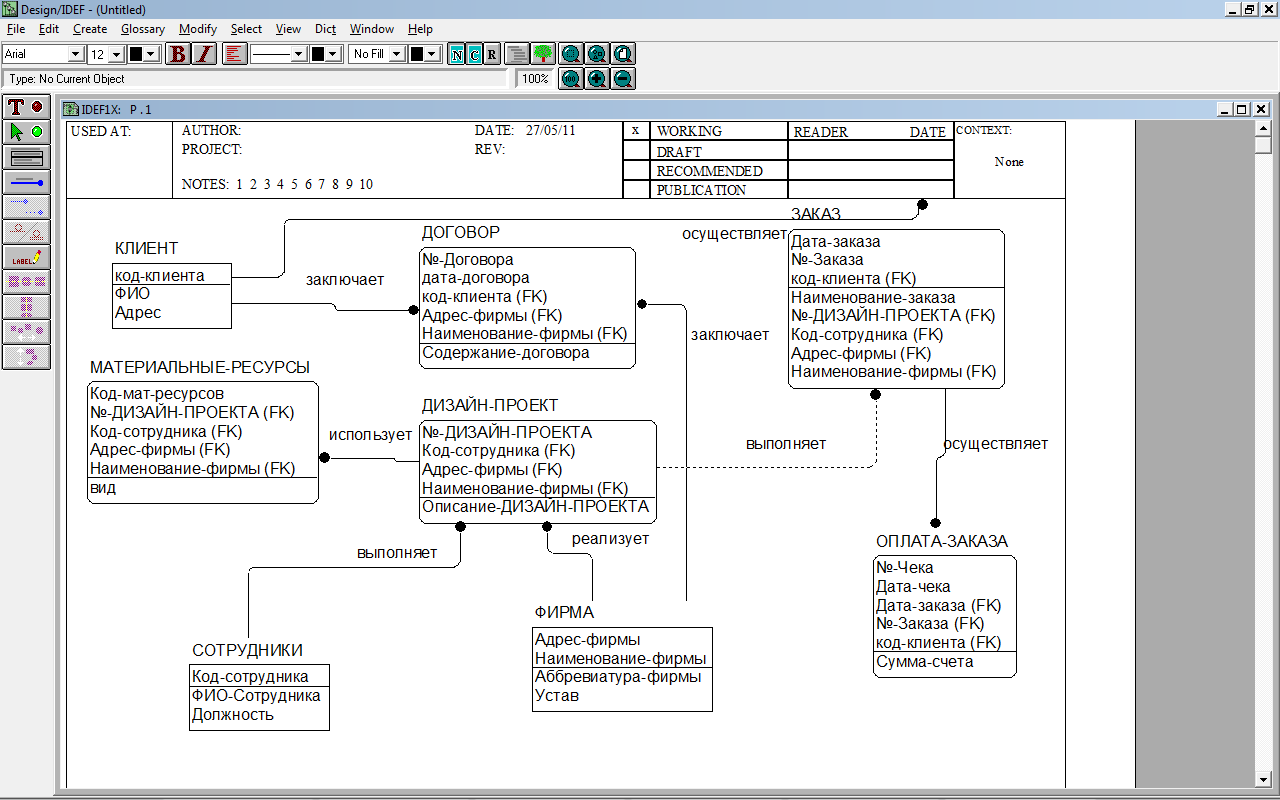 Design/IDEF - (Untitled)
File Edit Create Glossary Modify Select View Dict Window Help
Arial 12 B I No Fill N C R
Type: No Current Object 100%
T IDEF1X: P . 1
USED AT: AUTHOR: DATE: 27/05/11 x WORKING READER DATE CONTEXT:
PROJECT: REV: DRAFT None
RECOMMENDED
NOTES: 1 2 3 4 5 6 7 8 9 10 PUBLICATION
LABEL
КЛИЕНТ
код-клиента
ФИО
Адрес
заключает
ДОГОВОР
№-Договора
дата-договора
код-клиента (FK)
Адрес-фирмы (FK)
Наименование-фирмы (FK)
Содержание-договора
осуществляет
заключает
ЗАКАЗ
Дата-заказа
№-Заказа
код-клиента (FK)
Наименование-заказа
№-ДИЗАЙН-ПРОЕКТА (FK)
Код-сотрудника (FK)
Адрес-фирмы (FK)
Наименование-фирмы (FK)
МАТЕРИАЛЬНЫЕ-РЕСУРСЫ
Код-мат-ресурсов
№-ДИЗАЙН-ПРОЕКТА (FK)
Код-сотрудника (FK)
Адрес-фирмы (FK)
Наименование-фирмы (FK)
вид
использует
ДИЗАЙН-ПРОЕКТ
№-ДИЗАЙН-ПРОЕКТА
Код-сотрудника (FK)
Адрес-фирмы (FK)
Наименование-фирмы (FK)
Описание-ДИЗАЙН-ПРОЕКТА
выполняет
осуществляет
выполняет
реализует
СОТРУДНИКИ
Код-сотрудника
ФИО-Сотрудника
Должность
ФИРМА
Адрес-фирмы
Наименование-фирмы
Аббревиатура-фирмы
Устав
ОПЛАТА-ЗАКАЗА
№-Чека
Дата-чека
Дата-заказа (FK)
№-Заказа (FK)
код-клиента (FK)
Сумма-счета